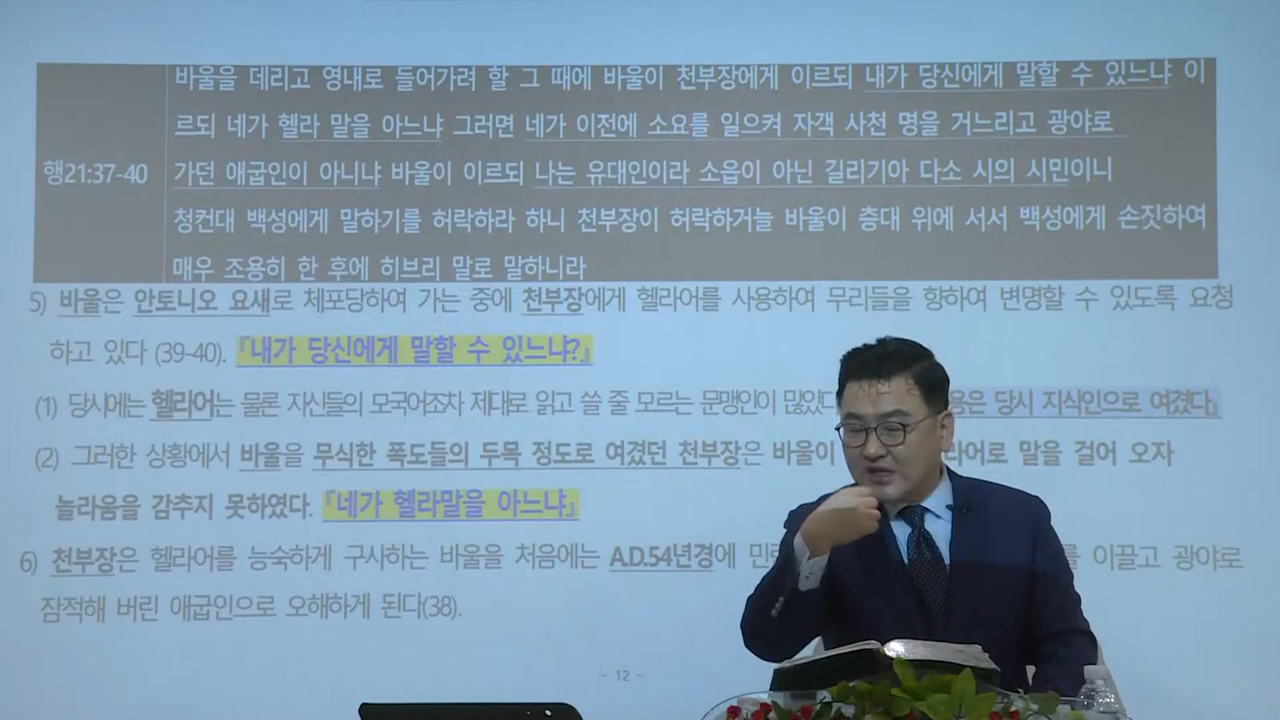 바울을 데리고 영내로 들어가려 할 그 때에 바울이 천부장에게 이르되 내가 당신에게 말할 수 있느냐 이
르되 네가 헬라 말을 아느냐 그러면 네가 이전에 소요를 일으켜 자객 사천 명을 거느리고 광야로
행21:37-40 가던 애굽인이 아니냐 바울이 이르되 나는 유대인이라 소읍이 아닌 길리기아 다소 시의 시민이니
청컨대 백성에게 말하기를 허락하라 하니 천부장이 허락하거늘 바울이 층대 위에 서서 백성에게 손짓하여
매우 조용히 한 후에 히브리 말로 말하니라
5) 바울은 안토니오 요새로 체포당하여 가는 중에 천부장에게 헬라어를 사용하여 무리들을 향하여 변명할 수 있도록 요청
하고 있다 (39-40). 『내가 당신에게 말할 수 있느냐?』
(1) 당시에는 헬라어는 물론 자신들의 모국어조차 제대로 읽고 쓸 줄 모르는 문맹인이 많았다 은 당시 지식인으로 여겼다』
(2) 그러한 상황에서 바울을 무식한 폭도들의 두목 정도로 여겼던 천부장은 바울이 라어로 말을 걸어 오자
놀라움을 감추지 못하였다. 『네가 헬라말을 아느냐』
6) 천부장은 헬라어를 능숙하게 구사하는 바울을 처음에는 A.D.54년경에 민 를 이끌고 광야로
잠적해 버린 애굽인으로 오해하게 된다(38).
- 12 -